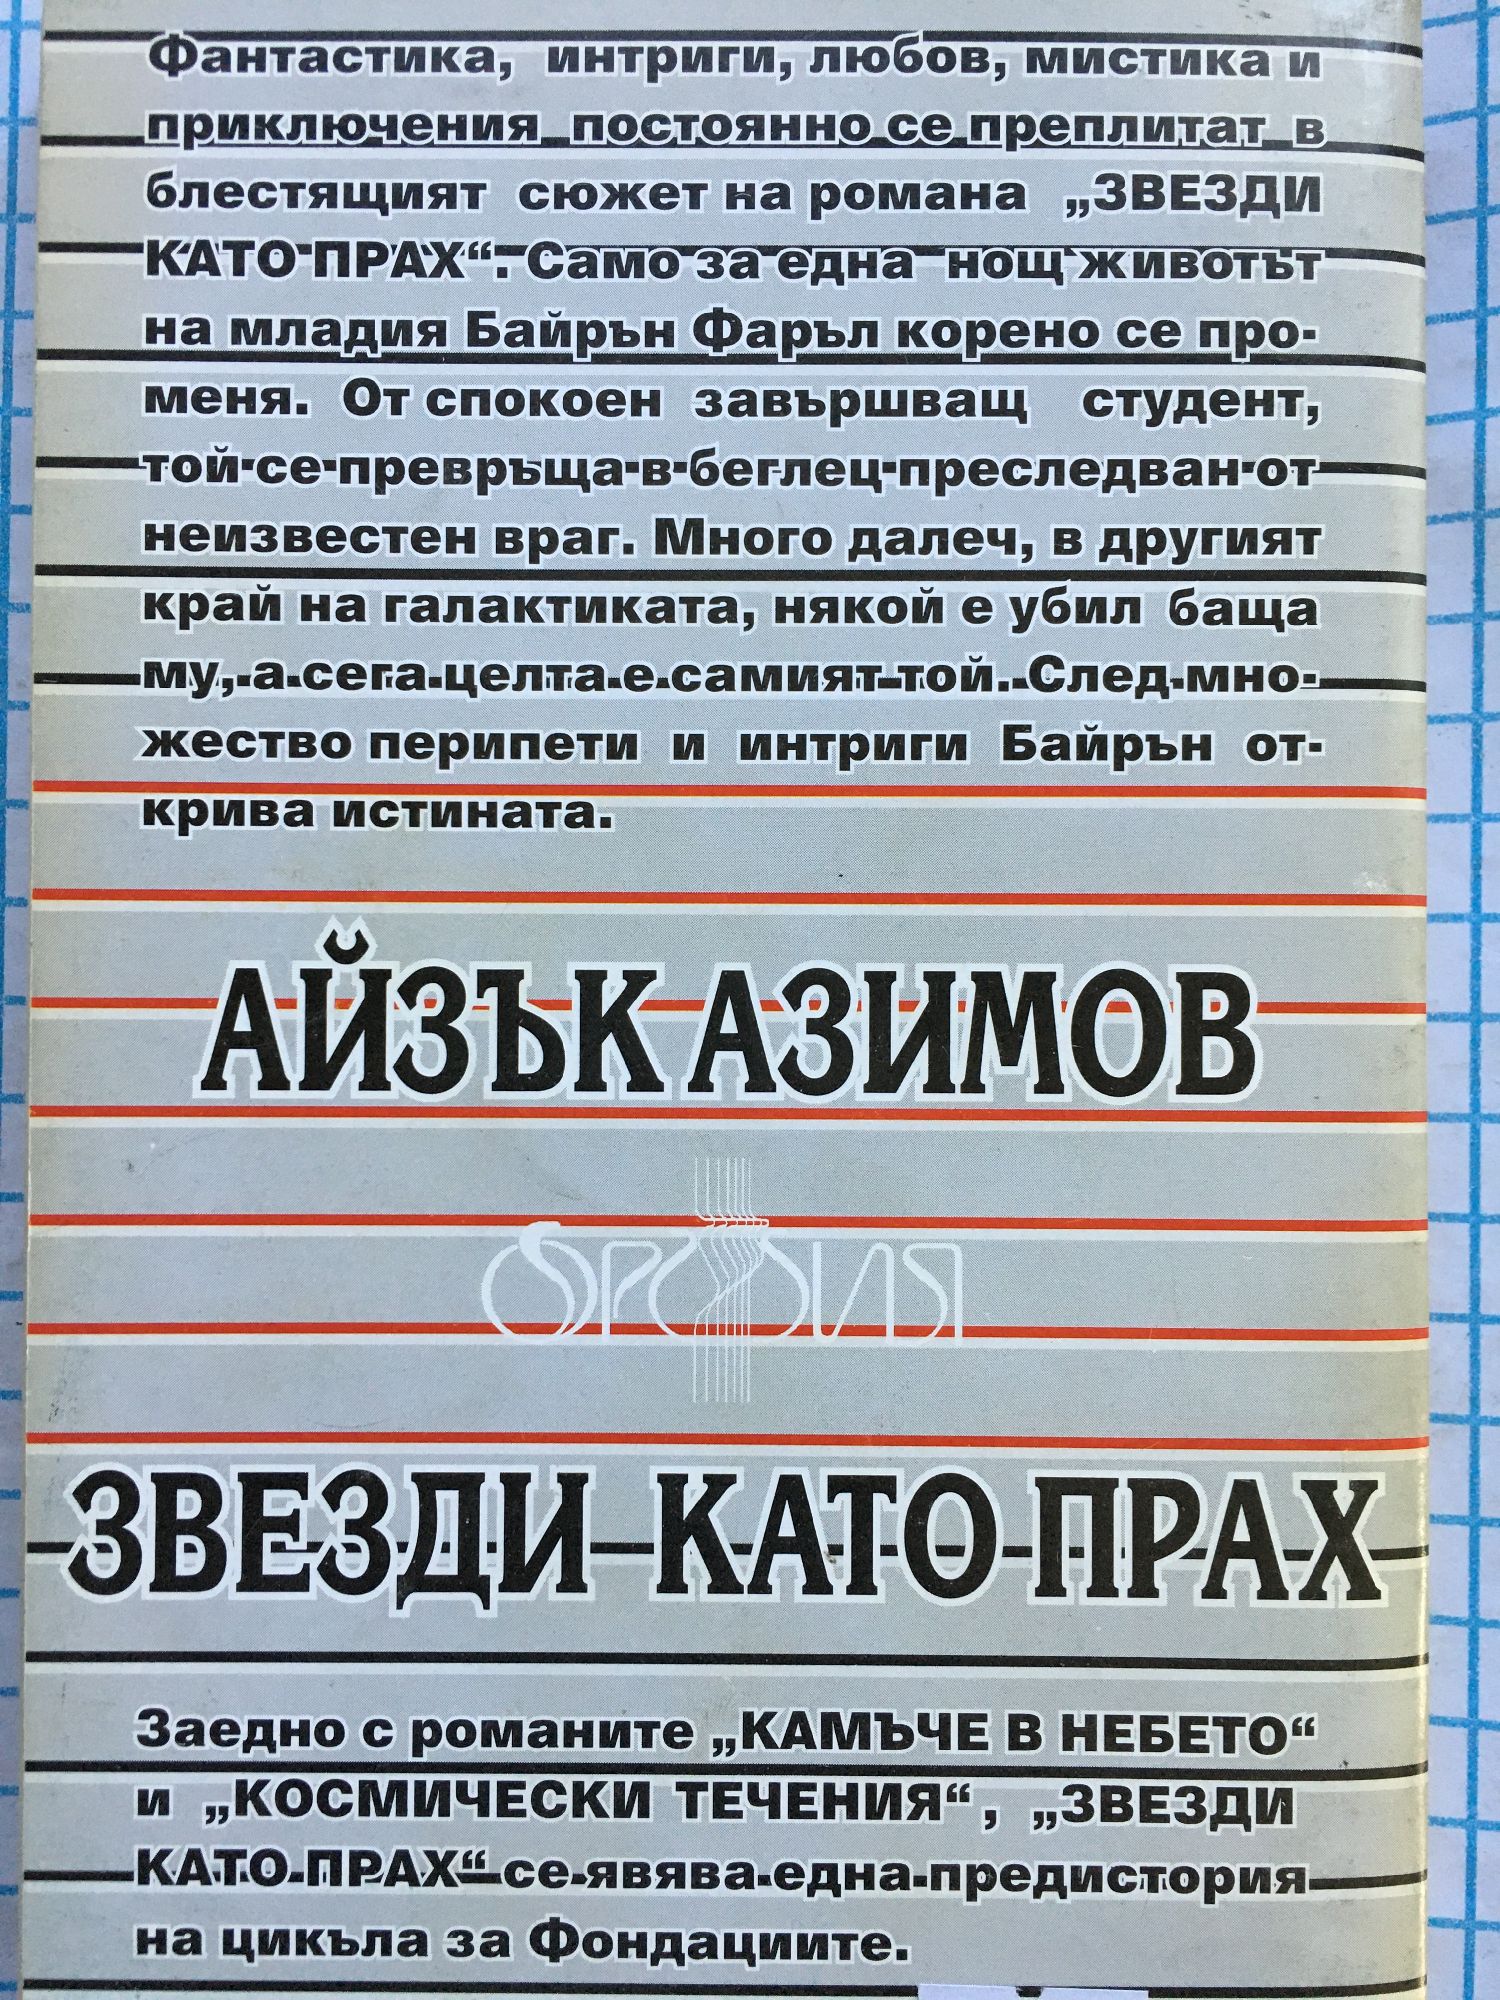 Фантастика, интриги, любов, мистика и
приключения постоянно се преплитат в
блестящият сюжет на романа „ЗВЕЗДИ
КАТО ПРАХ“. Само за една нощ животът
на младия Байрън Фаръл корено се про-
меня. От спокоен завършващ студент,
той се превръща в беглец преследван от
неизвестен враг. Много далеч, в другият
край на галактиката, някой е убил баща
му, а сега целта е самият той. След мно-
жество перипети и интриги Байрън от-
крива истината.
АЙЗЪК АЗИМОВ
ОРФИЯ
ЗВЕЗДИ КАТО ПРАХ
Заедно с романите „КАМЪЧЕ В НЕБЕТО“
и „КОСМИЧЕСКИ ТЕЧЕНИЯ“, „ЗВЕЗДИ
КАТО ПРАХ“ се явява една предистория
на цикъла за Фондациите.